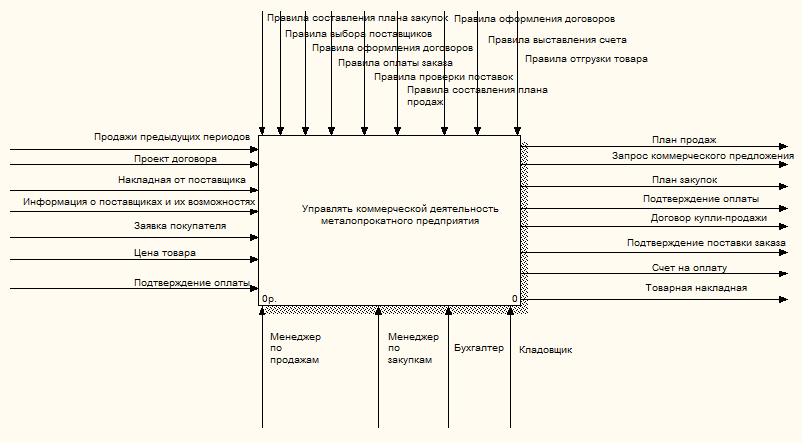 Правила составления плана закупок
Правила оформления договоров
Правила выбора поставщиков
Правила выставления счета
Правила оформления договоров
Правила отгрузки товара
Правила оплаты заказа
Правила проверки поставок
Правила составления плана
продаж
Продажи предыдущих периодов
Проект договора
Накладная от поставщика
Информация о поставщиках и их возможностях
Заявка покупателя
Цена товара
Подтверждение оплаты
Управлять коммерческой деятельность
металопрокатного предприятия
0р.
0
План продаж
Запрос коммерческого предложения
План закупок
Подтверждение оплаты
Договор купли-продажи
Подтверждение поставки заказа
Счет на оплату
Товарная накладная
Менеджер
по
продажам
Менеджер
по
закупкам
Бухгалтер
Кладовщик